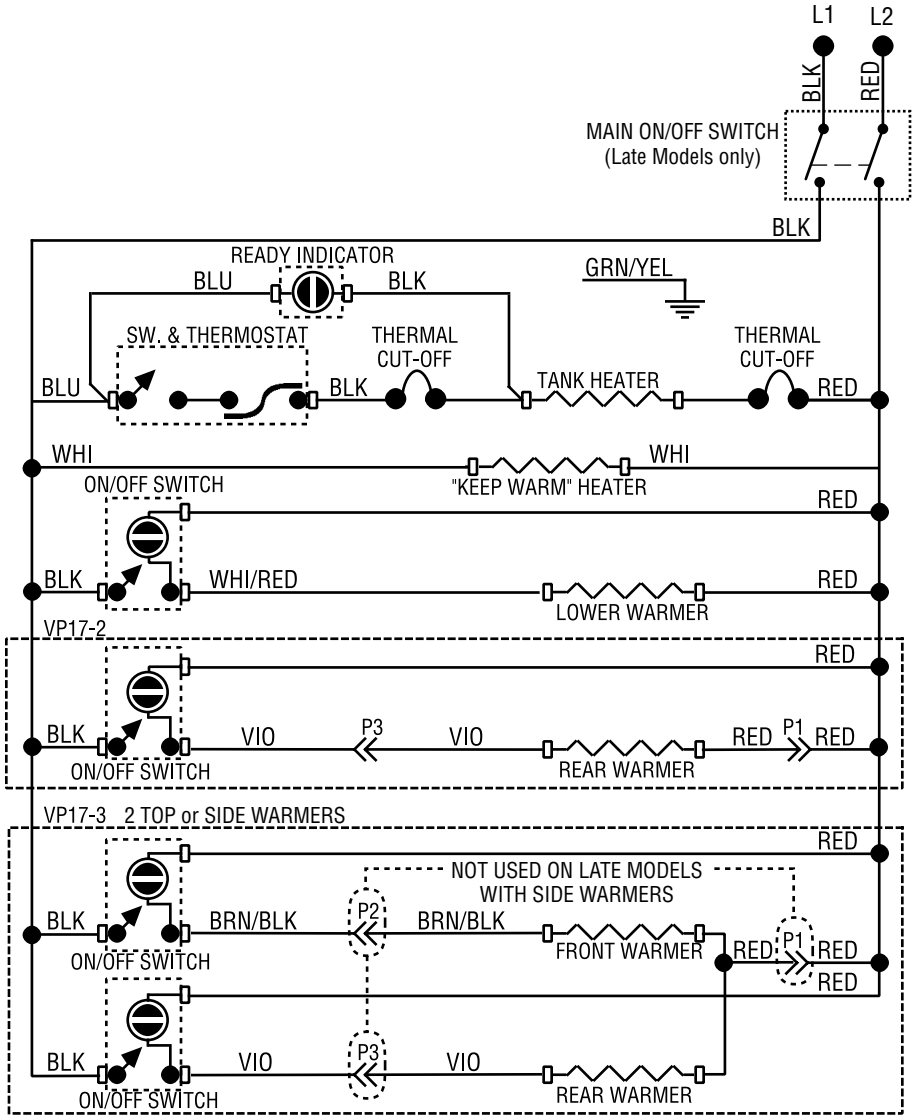 L1 L2
BLK RED
MAIN ON/OFF SWITCH
(Late Models only)
BLK
READY INDICATOR
BLU BLK
GRN/YEL
SW. & THERMOSTAT
THERMAL
CUT-OFF
THERMAL
CUT-OFF
BLU BLK TANK HEATER RED
WHI WHI
"KEEP WARM" HEATER
ON/OFF SWITCH
RED
BLK WHI/RED RED
LOWER WARMER
VP17-2
RED
BLK VIO P3 VIO RED P1 RED
ON/OFF SWITCH REAR WARMER
VP17-3 2 TOP or SIDE WARMERS
RED
NOT USED ON LATE MODELS
WITH SIDE WARMERS
BLK BRN/BLK P2 BRN/BLK
FRONT WARMER
RED P1 RED
ON/OFF SWITCH
RED
BLK VIO P3 VIO
REAR WARMER
ON/OFF SWITCH